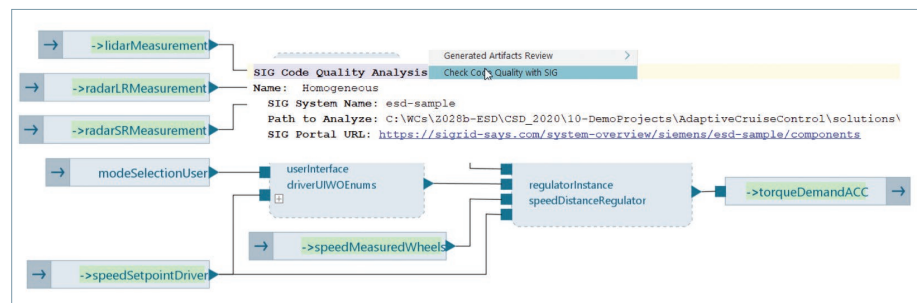 ->lidarMeasurement
Generated Artifacts Review
SIG Code Quality Analysis
Check Code Quality with SIG
->radarLRMeasurement
Name: Homogeneous
SIG System Name: esd-sample
Path to Analyze: C:\WCs\Z028b-ESD\CSD_2020\10-DemoProjects\AdaptiveCruiseControl\solutions\
->radarSRMeasurement
SIG Portal URL: https://sigrid-says.com/system-overview/siemens/esd-sample/components
modeSelectionUser
userInterface
driverUIWOEnums
regulatorInstance
speedDistanceRegulator
->torqueDemandACC
->speedMeasuredWheels
->speedSetpointDriver